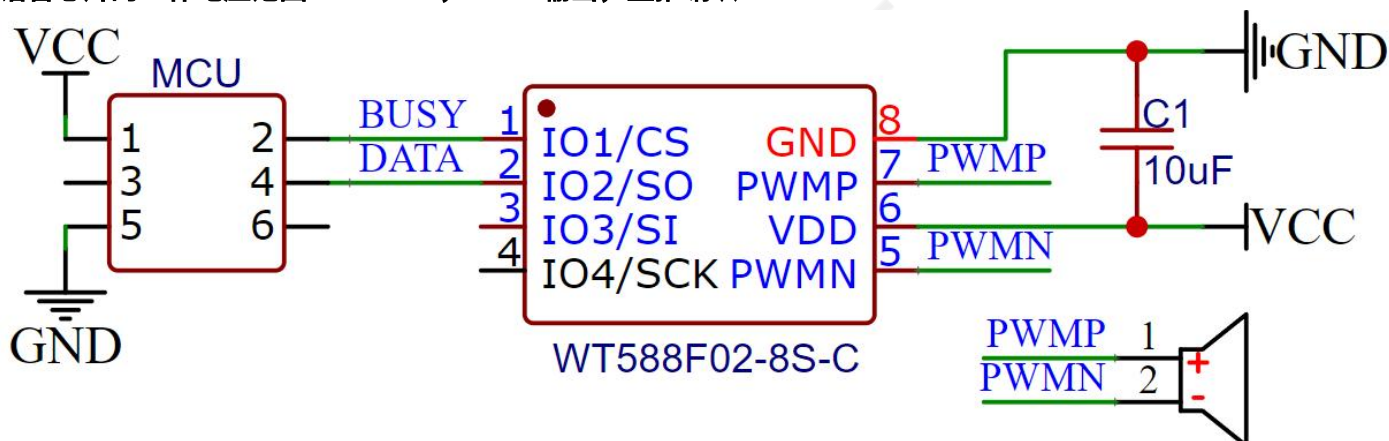 VCC
MCU
1
2
3
4
5
6
GND
BUSY
DATA
1
2
3
4
IO1/CS
IO2/SO
IO3/SI
IO4/SCK
GND
PWMP
VDD
PWMN
8
7
6
5
PWMP
PWMN
WT588F02-8S-C
GND
C1
10uF
VCC
PWMP 1
PWMN 2
+
-